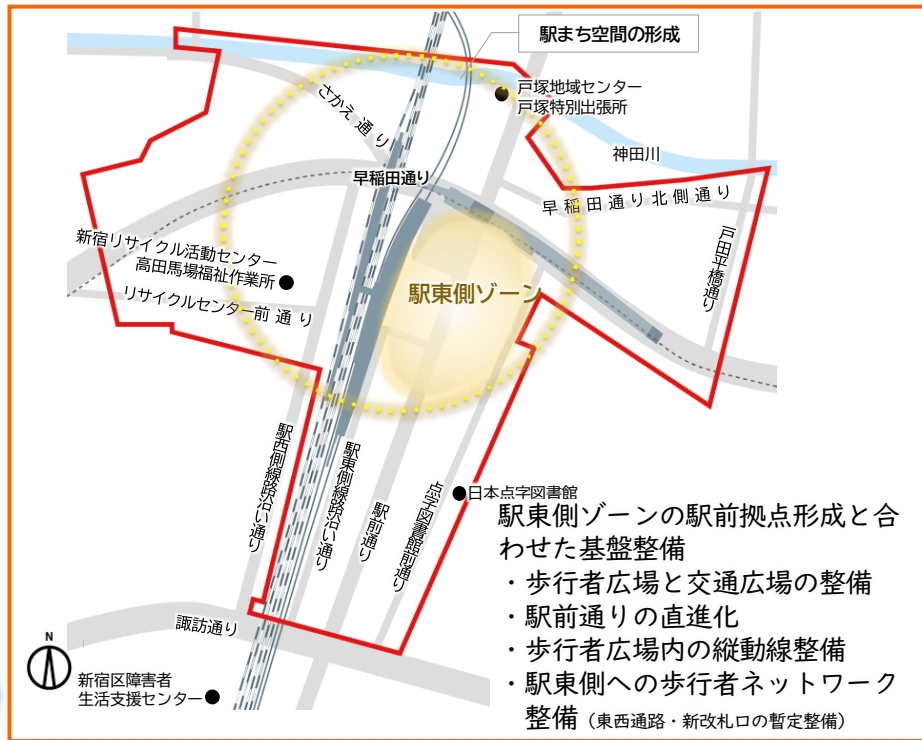 駅まち空間の形成
戸塚地域センター
戸塚特別出張所
さかえ通り
神田川
早稲田通り
早稲田通り北側通り
戸田平橋通り
新宿リサイクル活動センター
高田馬場福祉作業所
リサイクルセンター前通り
駅東側ゾーン
駅西側線路沿い通り
駅東側線路沿い通り
駅前通り
点字図書館前通り
日本点字図書館
諏訪通り
N
新宿区障害者
生活支援センター
駅東側ゾーンの駅前拠点形成と合
わせた基盤整備
・歩行者広場と交通広場の整備
・駅前通りの直進化
・歩行者広場内の縦動線整備
・駅東側への歩行者ネットワーク
整備（東西通路・新改札口の暫定整備）